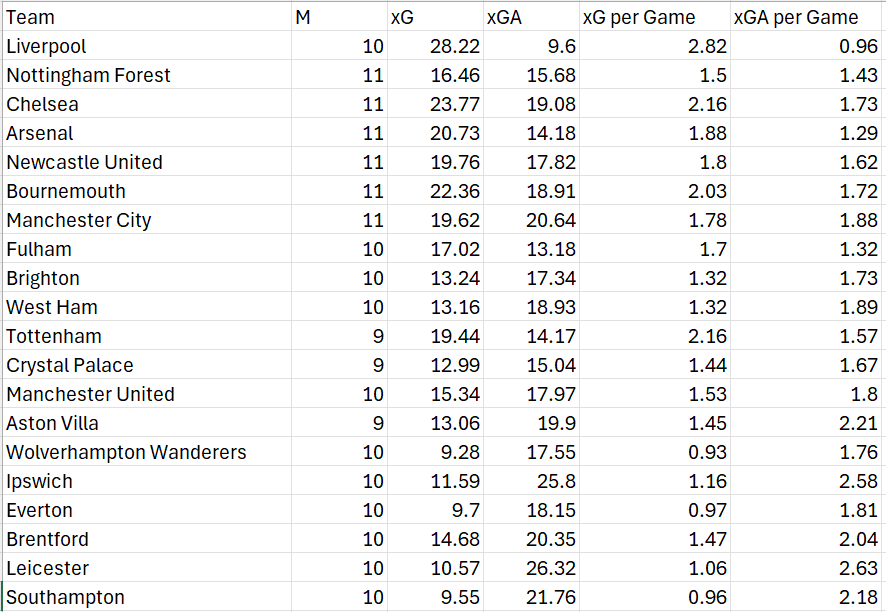 Team M xG xGA xG per Game xGA per Game
Liverpool 10 28.22 9.6 2.82 0.96
Nottingham Forest 11 16.46 15.68 1.5 1.43
Chelsea 11 23.77 19.08 2.16 1.73
Arsenal 11 20.73 14.18 1.88 1.29
Newcastle United 11 19.76 17.82 1.8 1.62
Bournemouth 11 22.36 18.91 2.03 1.72
Manchester City 11 19.62 20.64 1.78 1.88
Fulham 10 17.02 13.18 1.7 1.32
Brighton 10 13.24 17.34 1.32 1.73
West Ham 10 13.16 18.93 1.32 1.89
Tottenham 9 19.44 14.17 2.16 1.57
Crystal Palace 9 12.99 15.04 1.44 1.67
Manchester United 10 15.34 17.97 1.53 1.8
Aston Villa 9 13.06 19.9 1.45 2.21
Wolverhampton Wanderers 10 9.28 17.55 0.93 1.76
Ipswich 10 11.59 25.8 1.16 2.58
Everton 10 9.7 18.15 0.97 1.81
Brentford 10 14.68 20.35 1.47 2.04
Leicester 10 10.57 26.32 1.06 2.63
Southampton 10 9.55 21.76 0.96 2.18